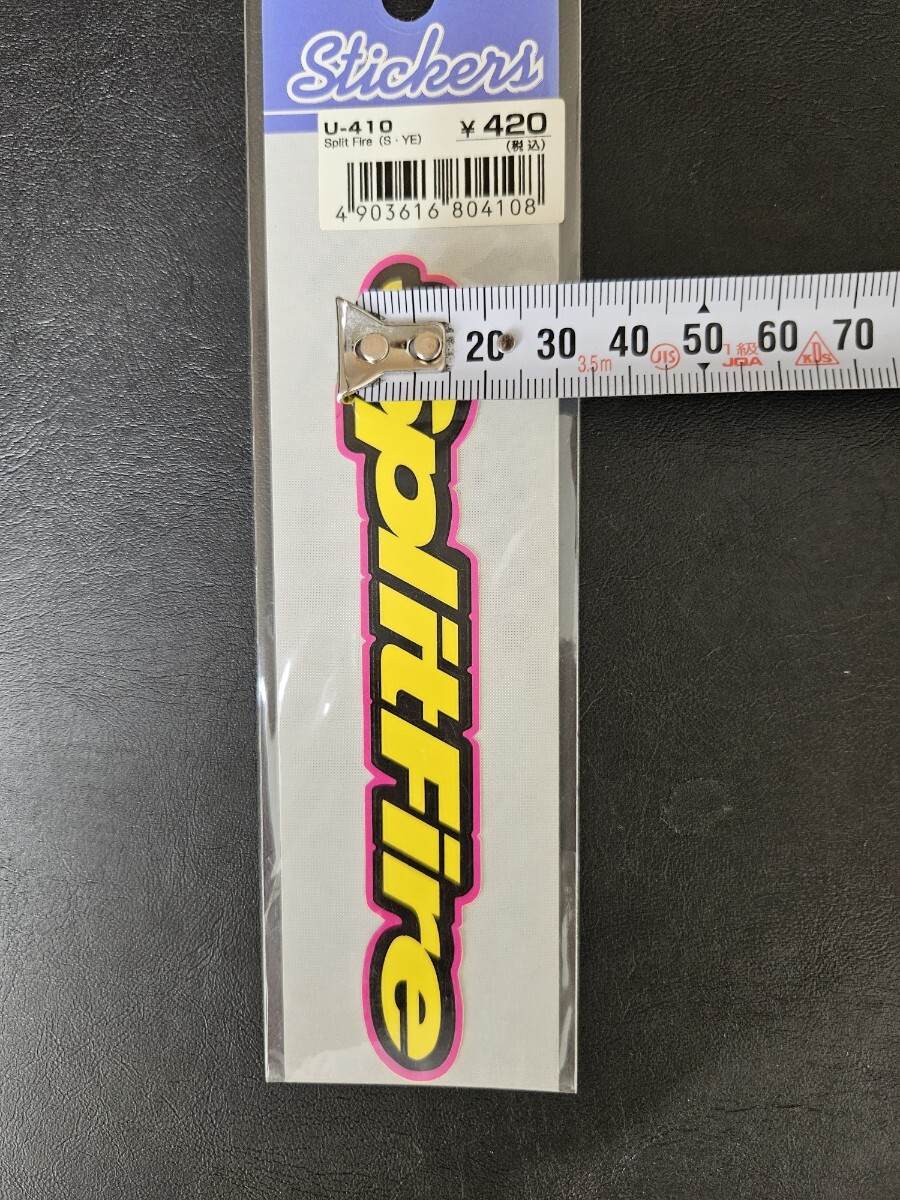 Stickers
U-410
¥420
Split Fire (S・YE)
(税込)
4 903616 804108
20 30 40 50 60 70
3.5m JIS 1級 KDS
JQA
SplitFire